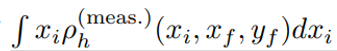 ∫ x_i ρ_h^{(meas.)}(x_i, x_f, y_f)dx_i